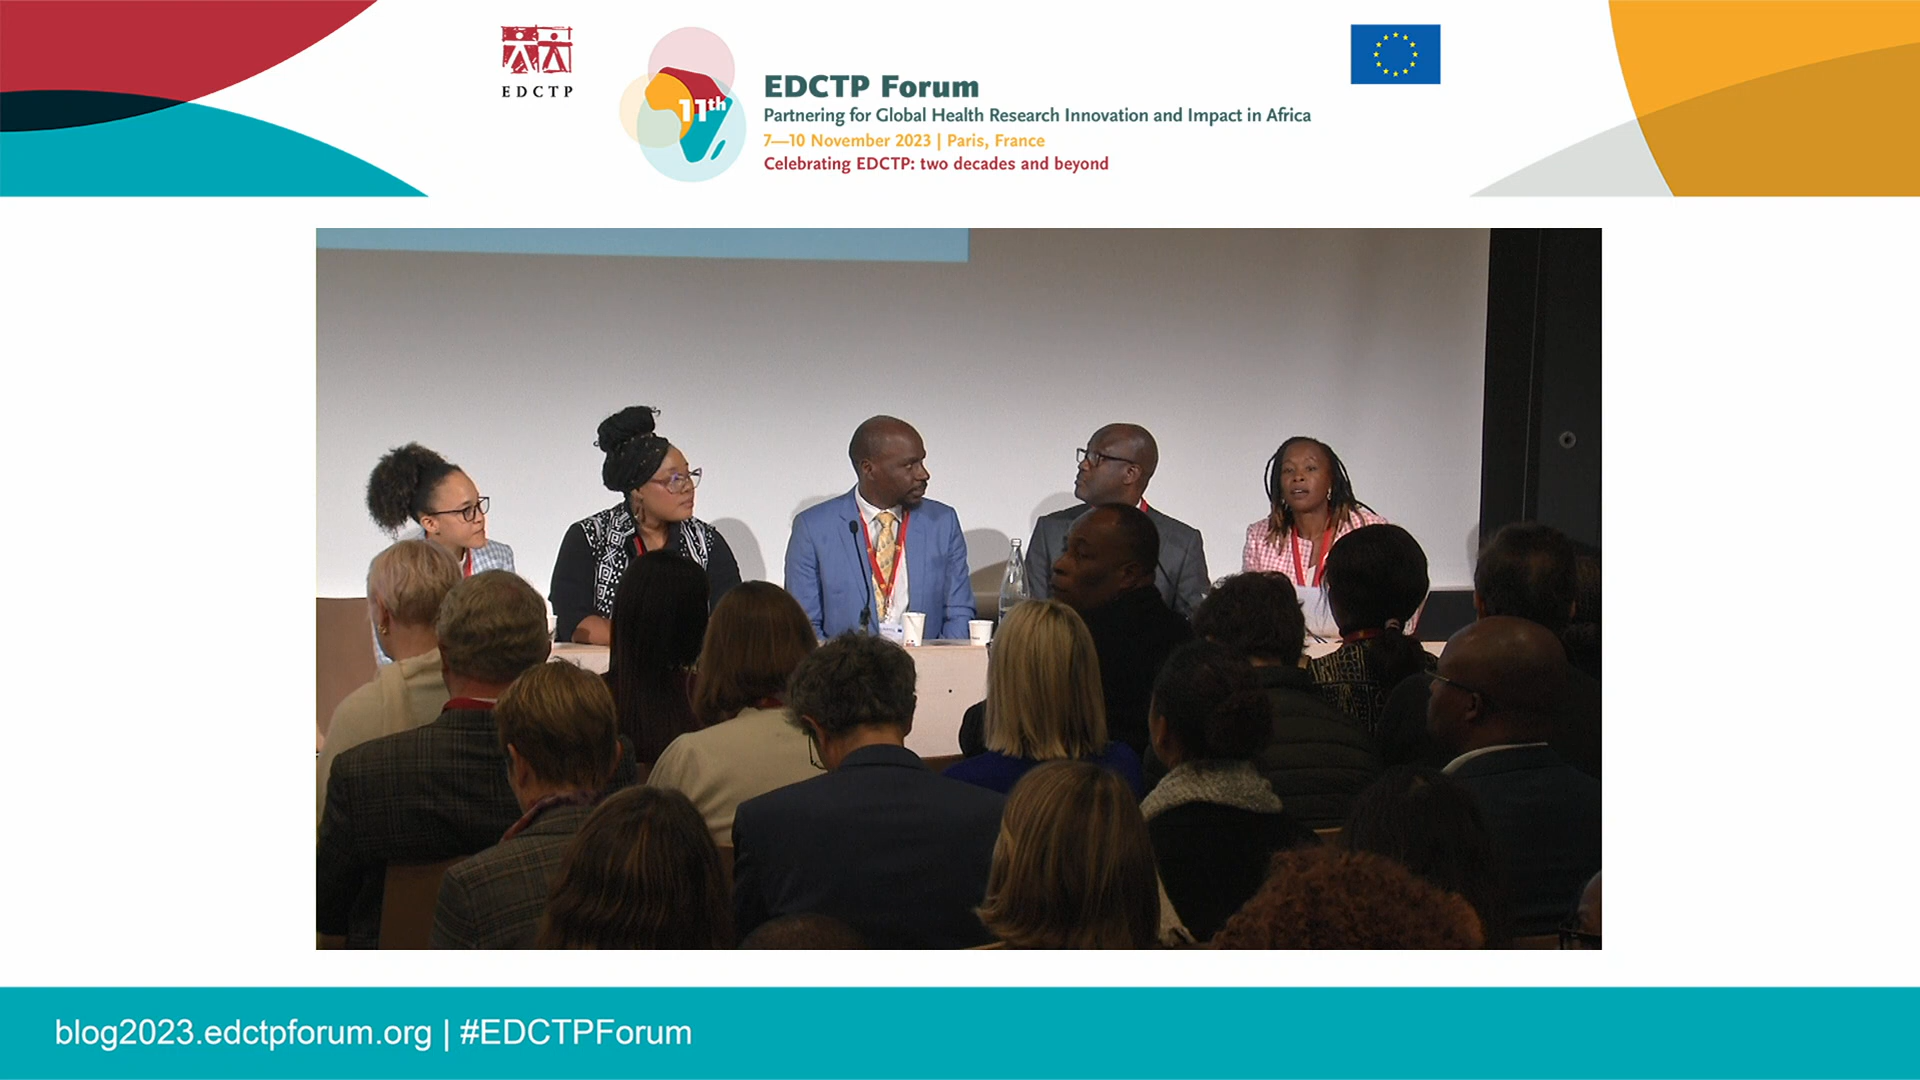 EDCTP
11th
EDCTP Forum
Partnering for Global Health Research Innovation and Impact in Africa
7—10 November 2023 | Paris, France
Celebrating EDCTP: two decades and beyond
blog2023.edctpforum.org | #EDCTPForum